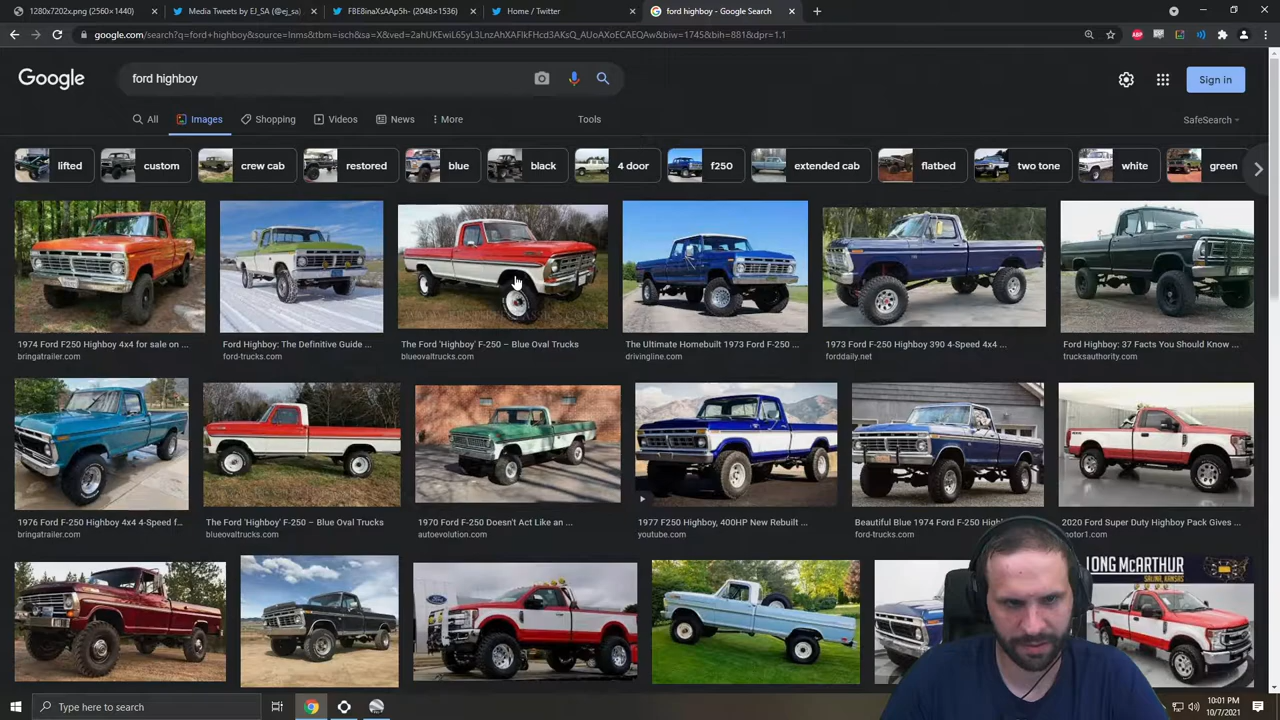 1280x7202x.png (2560×1440)
Media Tweets by EJ_SA (@ej_sa)
FBE8inaXsAAp5h- (2048×1536)
Home / Twitter
ford highboy - Google Search
google.com/search?q=ford+highboy&source=lnms&tbm=isch&sa=X&ved=2ahUKEwiL65yL3LnzAhXAFlkFHcd3AKsQ_AUoAXoECAEQAw&biw=1745&bih=881&dpr=1.1
Google
ford highboy
Sign in
All
Images
Shopping
Videos
News
More
Tools
SafeSearch
lifted
custom
crew cab
restored
blue
black
4 door
f250
extended cab
flatbed
two tone
white
green
1974 Ford F250 Highboy 4x4 for sale on ...
bringatrailer.com
Ford Highboy: The Definitive Guide ...
ford-trucks.com
The Ford 'Highboy' F-250 – Blue Oval Trucks
blueovaltrucks.com
The Ultimate Homebuilt 1973 Ford F-250 ...
drivingline.com
1973 Ford F-250 Highboy 390 4-Speed 4x4 ...
forddaily.net
Ford Highboy: 37 Facts You Should Know ...
trucksauthority.com
1976 Ford F-250 Highboy 4x4 4-Speed f...
bringatrailer.com
The Ford 'Highboy' F-250 – Blue Oval Trucks
blueovaltrucks.com
1970 Ford F-250 Doesn't Act Like an ...
autoevolution.com
1977 F250 Highboy, 400HP New Rebuilt ...
youtube.com
Beautiful Blue 1974 Ford F-250
ford-trucks.com
2020 Ford Super Duty Highboy Pack Gives ...
motor1.com
LONG McARTHUR
SALINA, KANSAS
Type here to search
10:01 PM
10/7/2021